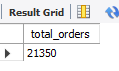 Result Grid
total_orders
21350